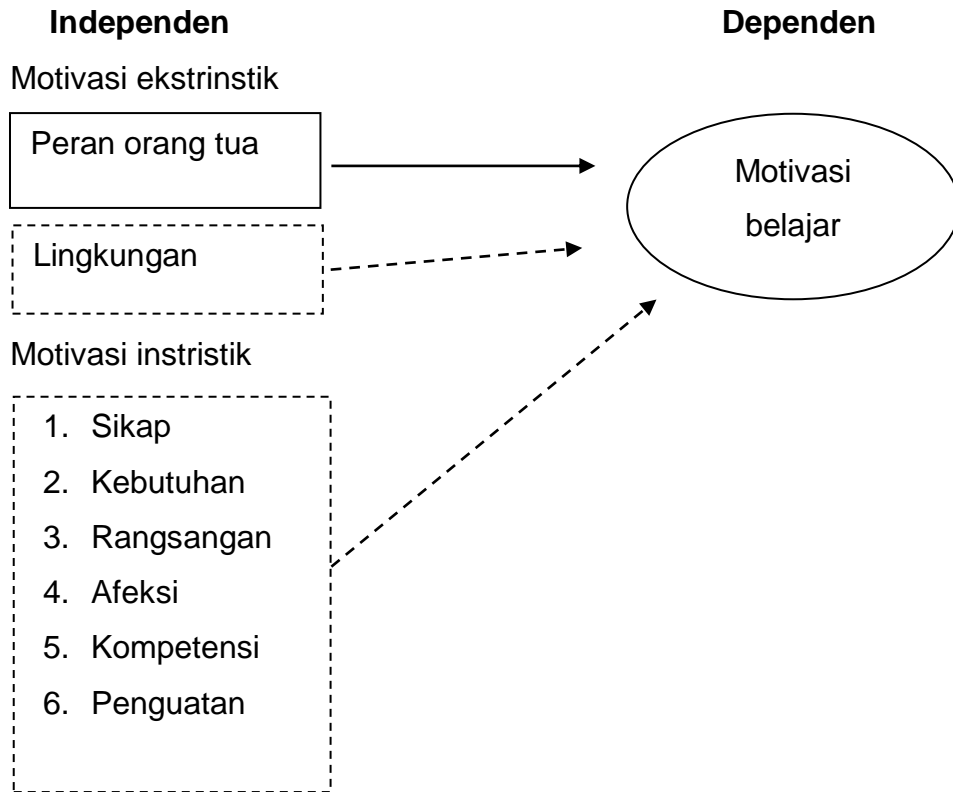 Independen
Dependen
Motivasi ekstrinstik
Peran orang tua
Motivasi
belajar
Lingkungan
Motivasi instristik
1. Sikap
2. Kebutuhan
3. Rangsangan
4. Afeksi
5. Kompetensi
6. Penguatan